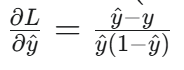 ∂L/∂ŷ = (ŷ−y)/(ŷ(1−ŷ))